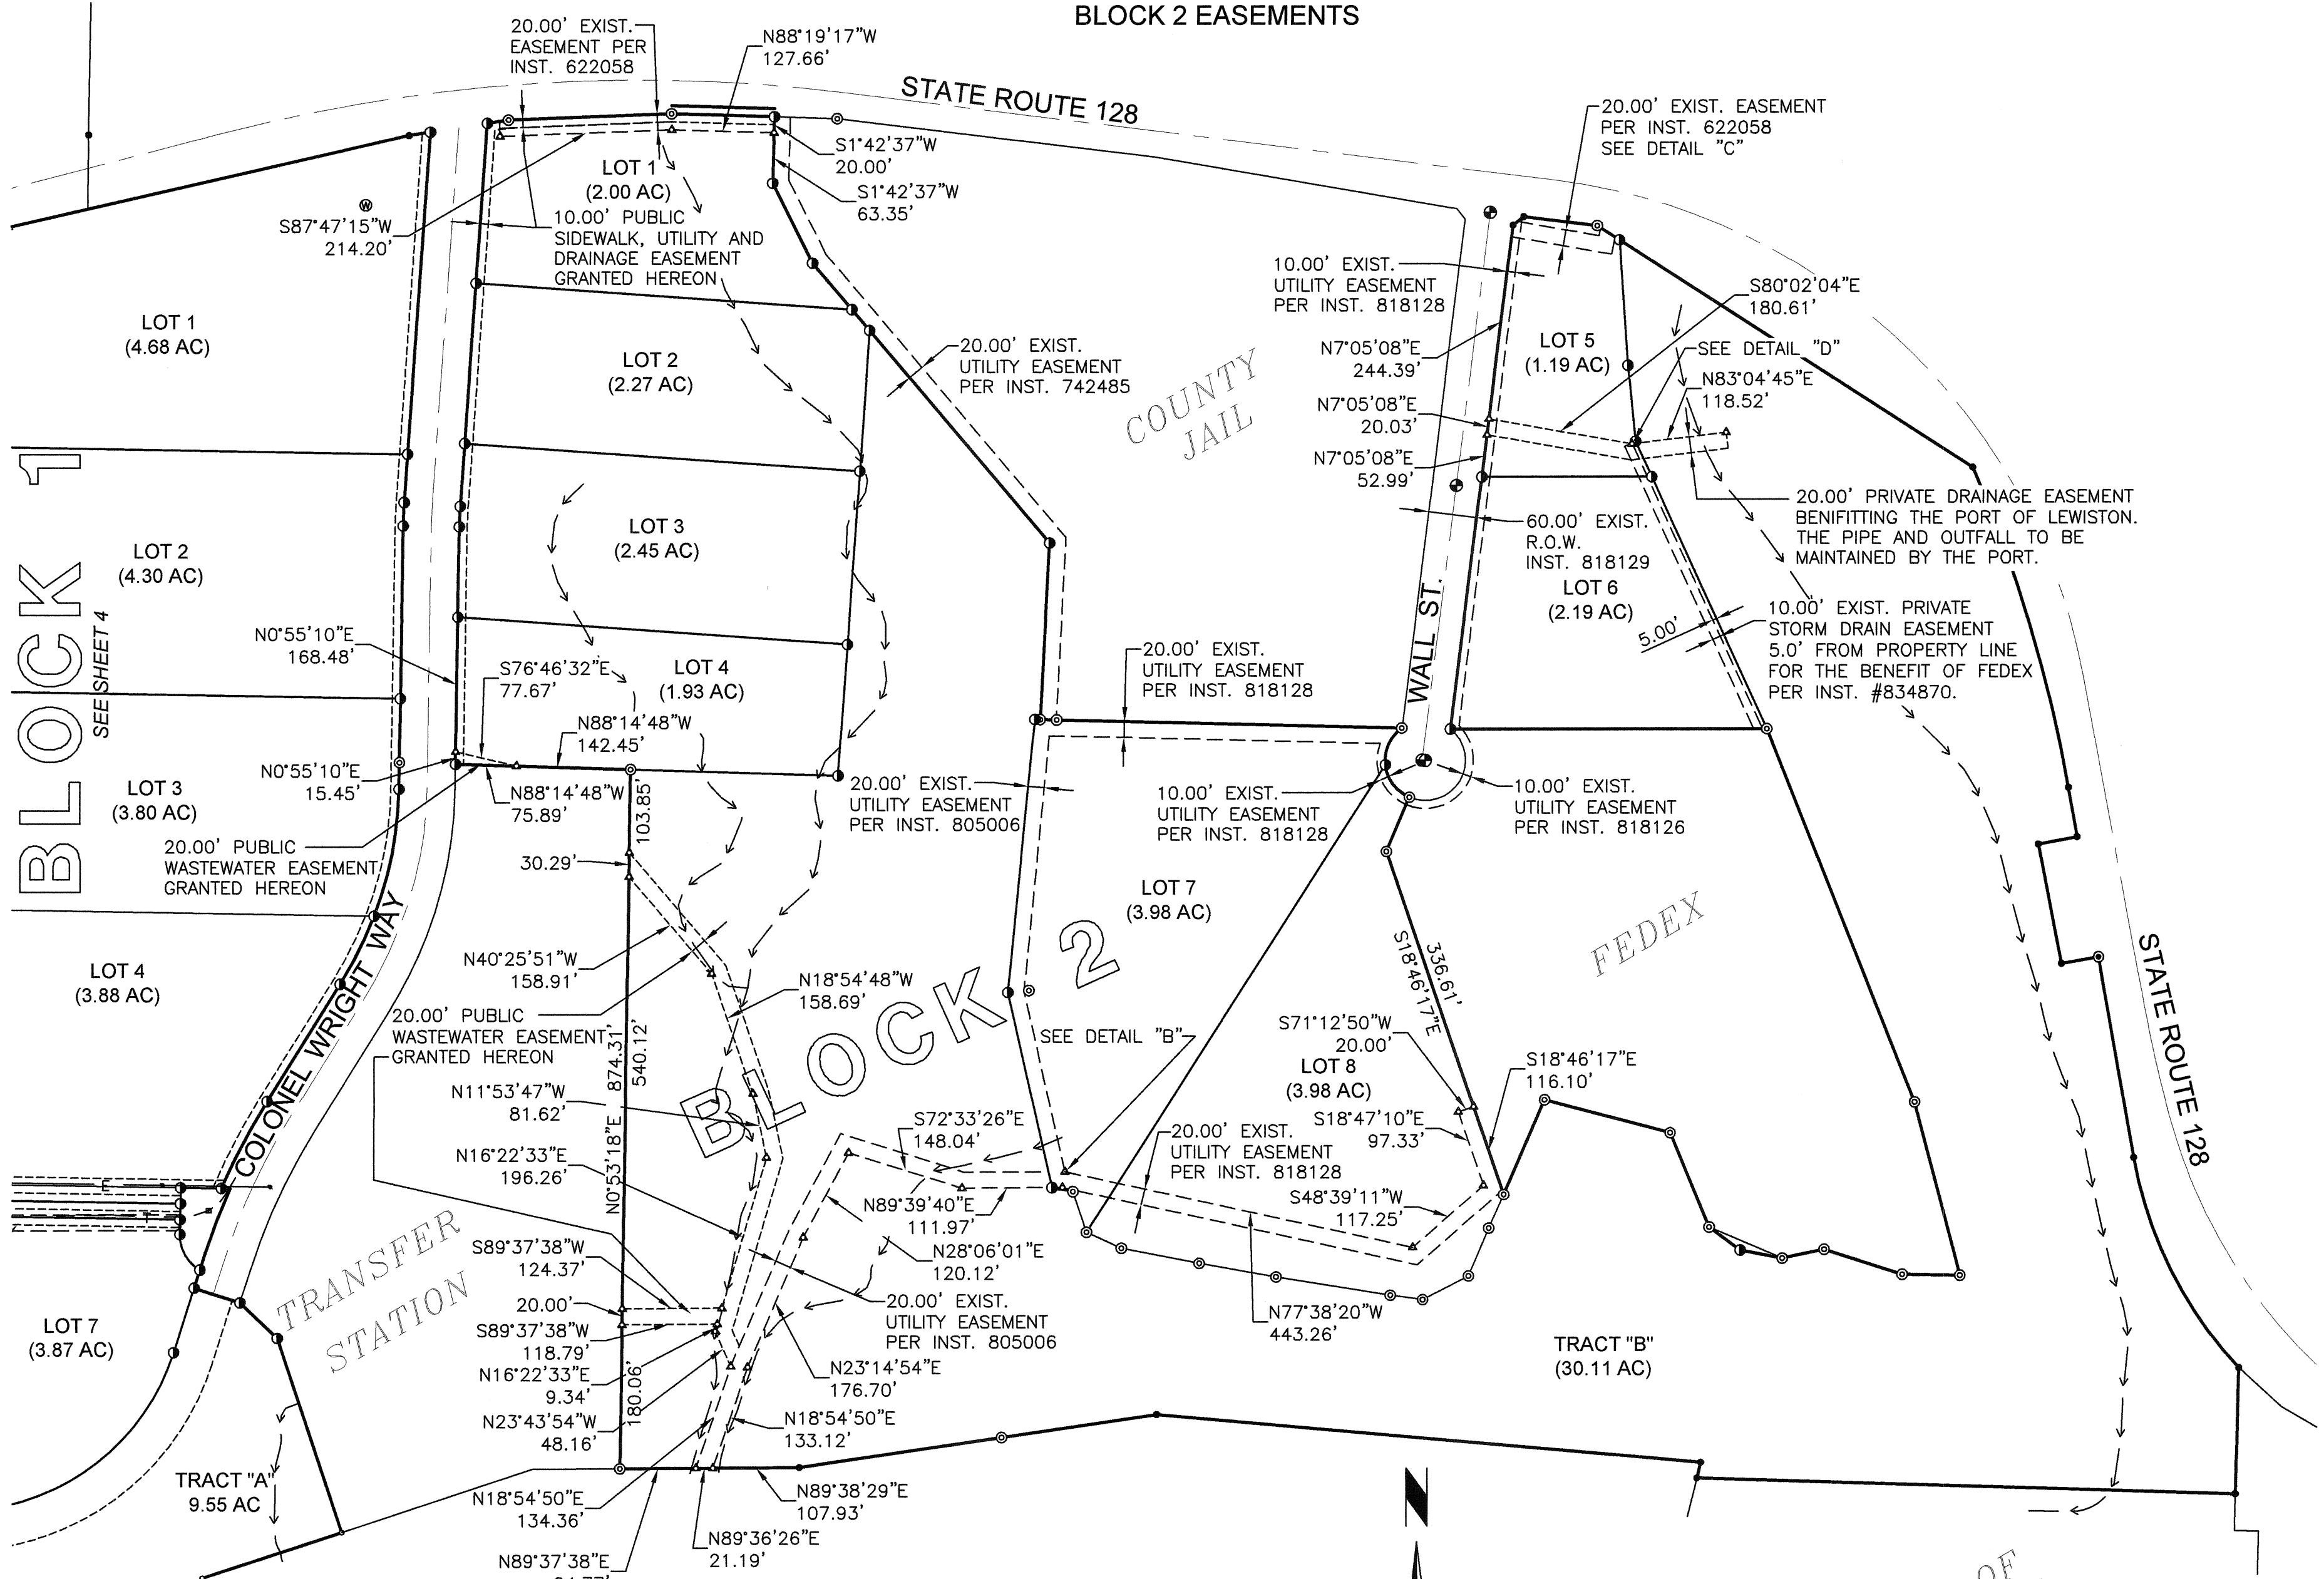 BLOCK 2 EASEMENTS
20.00' EXIST.
EASEMENT PER
INST. 622058
N88°19'17"W
127.66'
STATE ROUTE 128
20.00' EXIST. EASEMENT
PER INST. 622058
SEE DETAIL "C"
S1°42'37"W
20.00'
S1°42'37"W
63.35'
LOT 1
(2.00 AC)
W
S87°47'15"W
214.20'
10.00' PUBLIC
SIDEWALK, UTILITY AND
DRAINAGE EASEMENT
GRANTED HEREON
10.00' EXIST.
UTILITY EASEMENT
PER INST. 818128
S80°02'04"E
180.61'
LOT 1
(4.68 AC)
LOT 2
(2.27 AC)
20.00' EXIST.
UTILITY EASEMENT
PER INST. 742485
COUNTY
JAIL
N7°05'08"E
244.39'
LOT 5
(1.19 AC)
SEE DETAIL "D"
N83°04'45"E
118.52'
N7°05'08"E
20.03'
N7°05'08"E
52.99'
BLOCK 1
SEE SHEET 4
LOT 2
(4.30 AC)
LOT 3
(2.45 AC)
60.00' EXIST.
R.O.W.
INST. 818129
20.00' PRIVATE DRAINAGE EASEMENT
BENIFITTING THE PORT OF LEWISTON.
THE PIPE AND OUTFALL TO BE
MAINTAINED BY THE PORT.
LOT 6
(2.19 AC)
5.00'
10.00' EXIST. PRIVATE
STORM DRAIN EASEMENT
5.0' FROM PROPERTY LINE
FOR THE BENEFIT OF FEDEX
PER INST. #834870.
WALL ST.
N0°55'10"E
168.48'
S76°46'32"E
77.67'
LOT 4
(1.93 AC)
N88°14'48"W
142.45'
20.00' EXIST.
UTILITY EASEMENT
PER INST. 818128
N0°55'10"E
15.45'
N88°14'48"W
75.89'
LOT 3
(3.80 AC)
20.00' PUBLIC
WASTEWATER EASEMENT
GRANTED HEREON
103.85'
30.29'
20.00' EXIST.
UTILITY EASEMENT
PER INST. 805006
10.00' EXIST.
UTILITY EASEMENT
PER INST. 818128
10.00' EXIST.
UTILITY EASEMENT
PER INST. 818126
LOT 7
(3.98 AC)
COLONEL WRIGHT WAY
LOT 4
(3.88 AC)
N40°25'51"W
158.91'
N18°54'48"W
158.69'
BLOCK 2
FEDEX
336.61'
S18°46'17"E
STATE ROUTE 128
20.00' PUBLIC
WASTEWATER EASEMENT
GRANTED HEREON
SEE DETAIL "B"
S71°12'50"W
20.00'
LOT 8
(3.98 AC)
S18°46'17"E
116.10'
N0°53'18"E 874.31'
540.12'
N11°53'47"W
81.62'
S72°33'26"E
148.04'
20.00' EXIST.
UTILITY EASEMENT
PER INST. 818128
S18°47'10"E
97.33'
N16°22'33"E
196.26'
N89°39'40"E
111.97'
S48°39'11"W
117.25'
E
T
TRANSFER
STATION
S89°37'38"W
124.37'
N28°06'01"E
120.12'
20.00'
S89°37'38"W
118.79'
20.00' EXIST.
UTILITY EASEMENT
PER INST. 805006
N77°38'20"W
443.26'
LOT 7
(3.87 AC)
N16°22'33"E
9.34'
N23°14'54"E
176.70'
TRACT "B"
(30.11 AC)
180.06'
N23°43'54"W
48.16'
N18°54'50"E
133.12'
TRACT "A"
9.55 AC
N18°54'50"E
134.36'
N89°38'29"E
107.93'
N89°36'26"E
21.19'
N89°37'38"E
N
OF